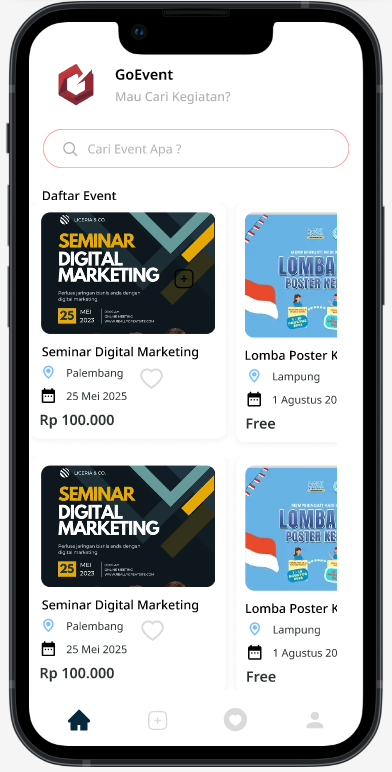 GoEvent
Mau Cari Kegiatan?
Cari Event Apa ?
Daftar Event
LICERIA & CO.
SEMINAR
DIGITAL
MARKETING
Perluas jaringan bisnis anda dengan
digital marketing
25 MEI
2023
ONLINE MEETING
Seminar Digital Marketing
Palembang
25 Mei 2025
Rp 100.000
LOMBA
POSTER KE
Lomba Poster K
Lampung
1 Agustus 20
Free
LICERIA & CO.
SEMINAR
DIGITAL
MARKETING
Perluas jaringan bisnis anda dengan
digital marketing
25 MEI
2023
ONLINE MEETING
Seminar Digital Marketing
Palembang
25 Mei 2025
Rp 100.000
LOMBA
POSTER KE
Lomba Poster K
Lampung
1 Agustus 20
Free